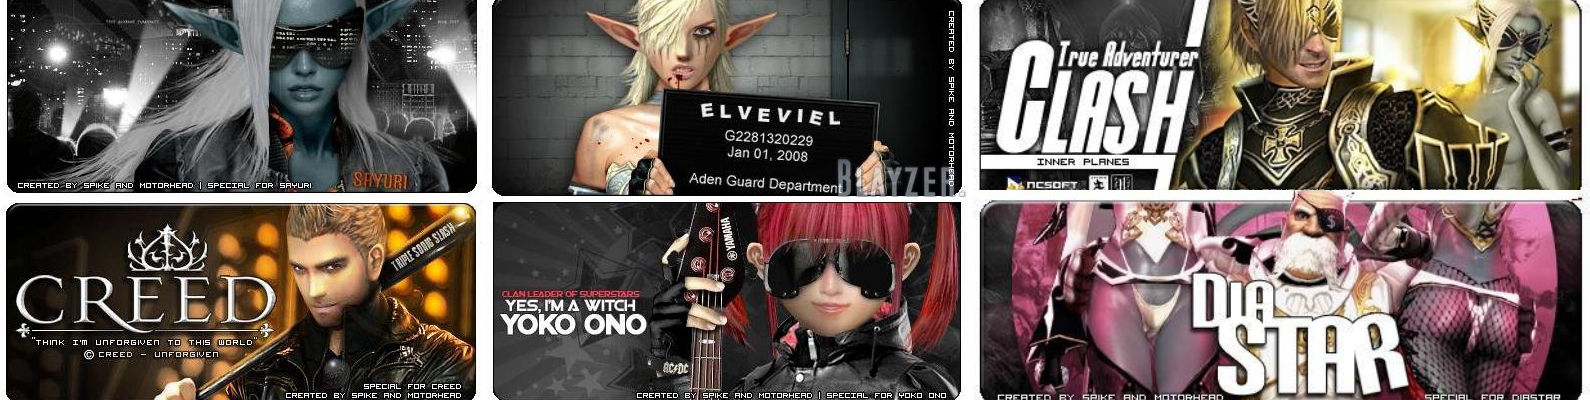 SAYURI
CREATED BY SPIKE AND MOTORHEAD | SPECIAL FOR SAYURI
ELVEVIEL
G2281320229
Jan 01, 2008
Aden Guard Department
CREATED BY SPIKE AND MOTORHEAD
BLAYZER.
True Adventurer
CLASH
INNER PLANES
NCSOFT
TRIPLE SONIC SLASH
CREED
"THINK I'M UNFORGIVEN TO THIS WORLD"
© CREED - UNFORGIVEN
SPECIAL FOR CREED
CREATED BY SPIKE AND MOTORHEAD
YAMAHA
CLAN LEADER OF SUPERSTARS
YES, I'M A WITCH
YOKO ONO
AC/DC
CREATED BY SPIKE AND MOTORHEAD | SPECIAL FOR YOKO ONO
DIA
STAR
CREATED BY SPIKE AND MOTORHEAD
SPECIAL FOR DIASTAR